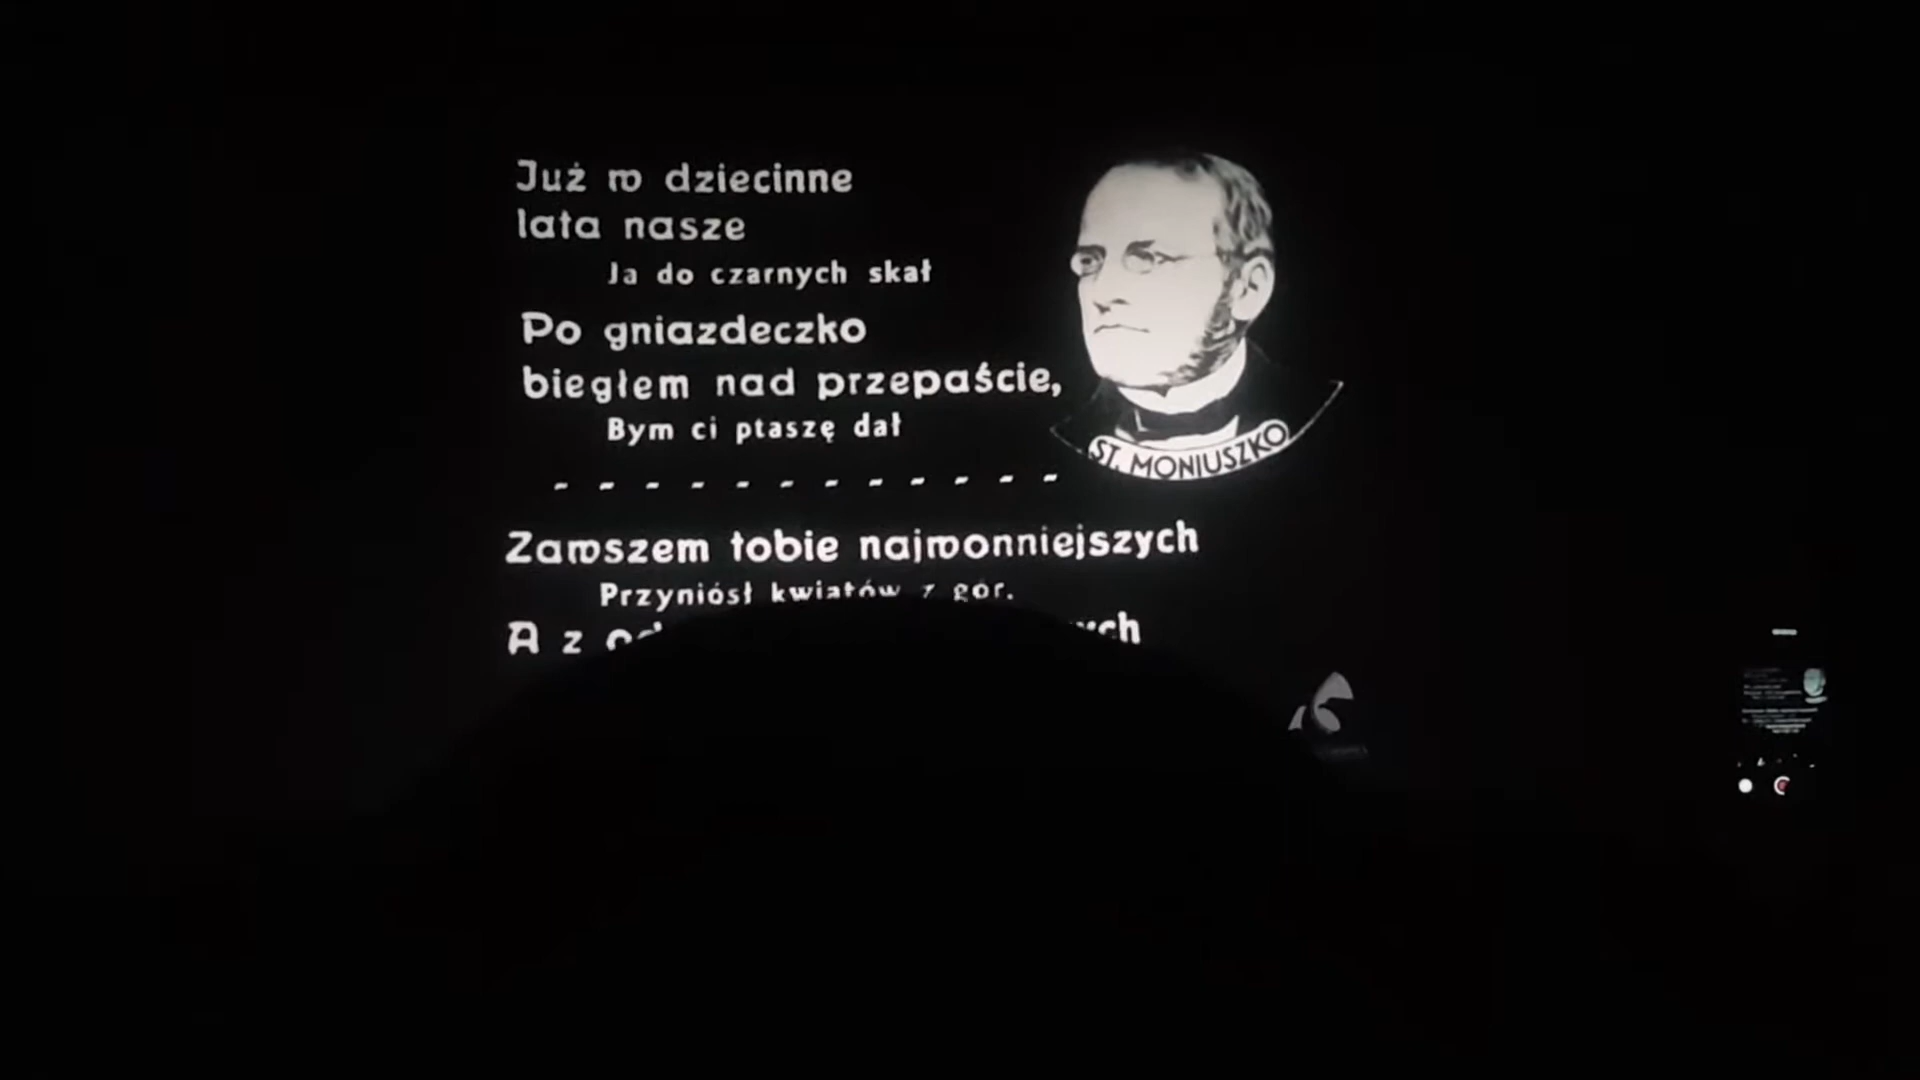 Już w dziecinne
lata nasze
Ja do czarnych skał
Po gniazdeczko
biegłem nad przepaście,
Bym ci ptaszę dał
- - - - - - - - - - - -
ST. MONIUSZKO
Zawszem tobie najwonniejszych
Przyniósł kwiatów z gór.
A z